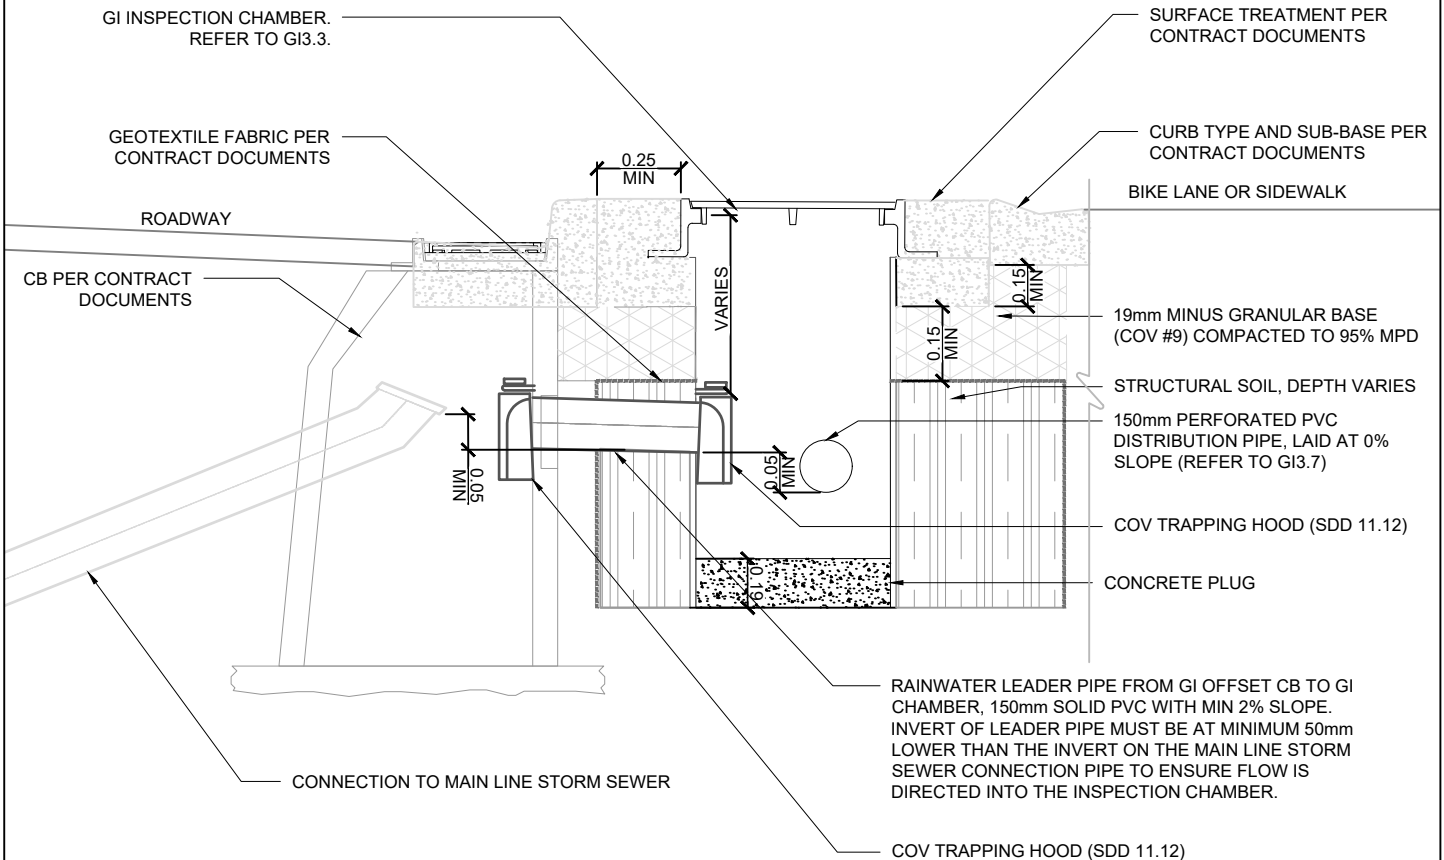 GI INSPECTION CHAMBER.
REFER TO GI3.3.
SURFACE TREATMENT PER
CONTRACT DOCUMENTS
GEOTEXTILE FABRIC PER
CONTRACT DOCUMENTS
0.25
MIN
CURB TYPE AND SUB-BASE PER
CONTRACT DOCUMENTS
BIKE LANE OR SIDEWALK
ROADWAY
CB PER CONTRACT
DOCUMENTS
VARIES
0.15
MIN
0.15
MIN
19mm MINUS GRANULAR BASE
(COV #9) COMPACTED TO 95% MPD
STRUCTURAL SOIL, DEPTH VARIES
150mm PERFORATED PVC
DISTRIBUTION PIPE, LAID AT 0%
SLOPE (REFER TO GI3.7)
0.05
MIN
0.05
MIN
COV TRAPPING HOOD (SDD 11.12)
0.19
CONCRETE PLUG
RAINWATER LEADER PIPE FROM GI OFFSET CB TO GI
CHAMBER, 150mm SOLID PVC WITH MIN 2% SLOPE.
INVERT OF LEADER PIPE MUST BE AT MINIMUM 50mm
LOWER THAN THE INVERT ON THE MAIN LINE STORM
SEWER CONNECTION PIPE TO ENSURE FLOW IS
DIRECTED INTO THE INSPECTION CHAMBER.
CONNECTION TO MAIN LINE STORM SEWER
COV TRAPPING HOOD (SDD 11.12)